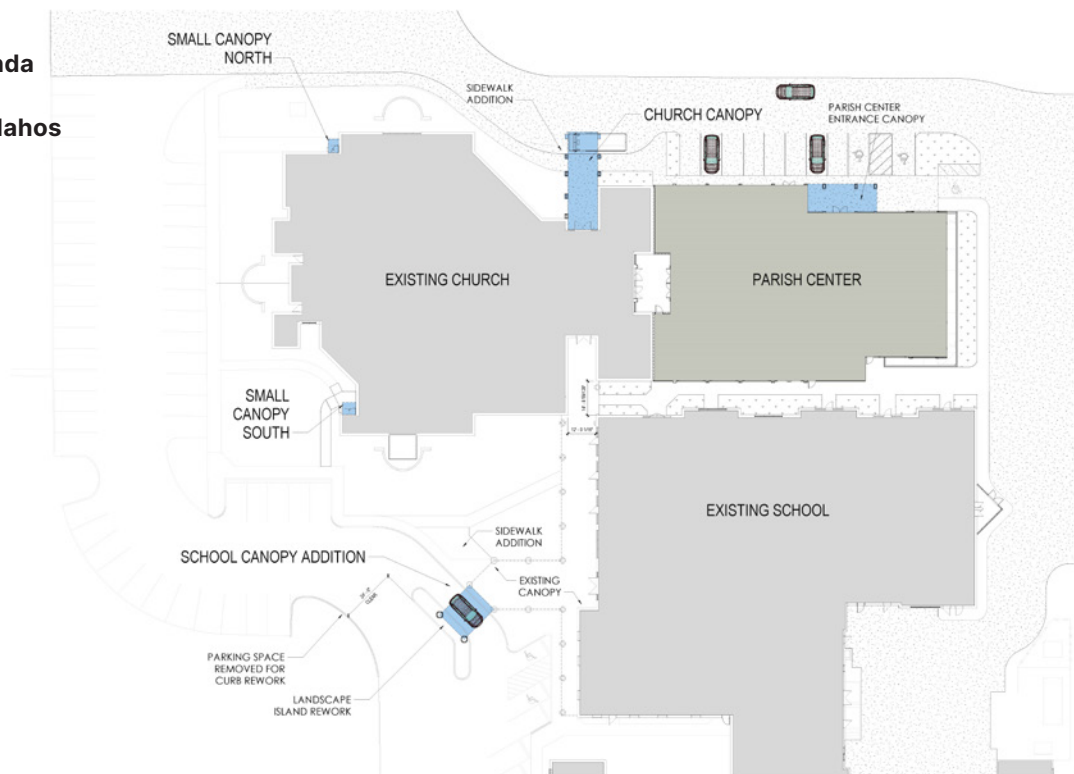 nda
lahos
SMALL CANOPY
NORTH
SIDEWALK
ADDITION
CHURCH CANOPY
PARISH CENTER
ENTRANCE CANOPY
EXISTING CHURCH
PARISH CENTER
SMALL
CANOPY
SOUTH
EXISTING SCHOOL
SIDEWALK
ADDITION
SCHOOL CANOPY ADDITION
EXISTING
CANOPY
CLEAR
PARKING SPACE
REMOVED FOR
CURB REWORK
LANDSCAPE
ISLAND REWORK